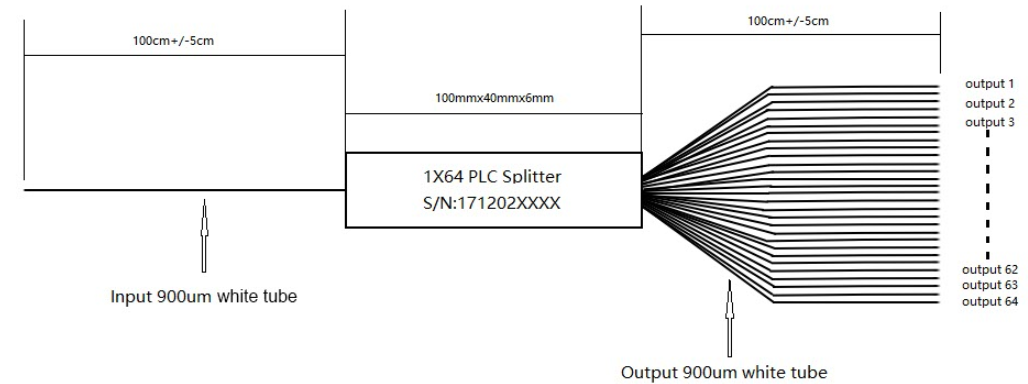 100cm+/-5cm
100cm+/-5cm
100mmx40mmx6mm
1X64 PLC Splitter
S/N:171202XXXX
output 1
output 2
output 3
output 62
output 63
output 64
Input 900um white tube
Output 900um white tube